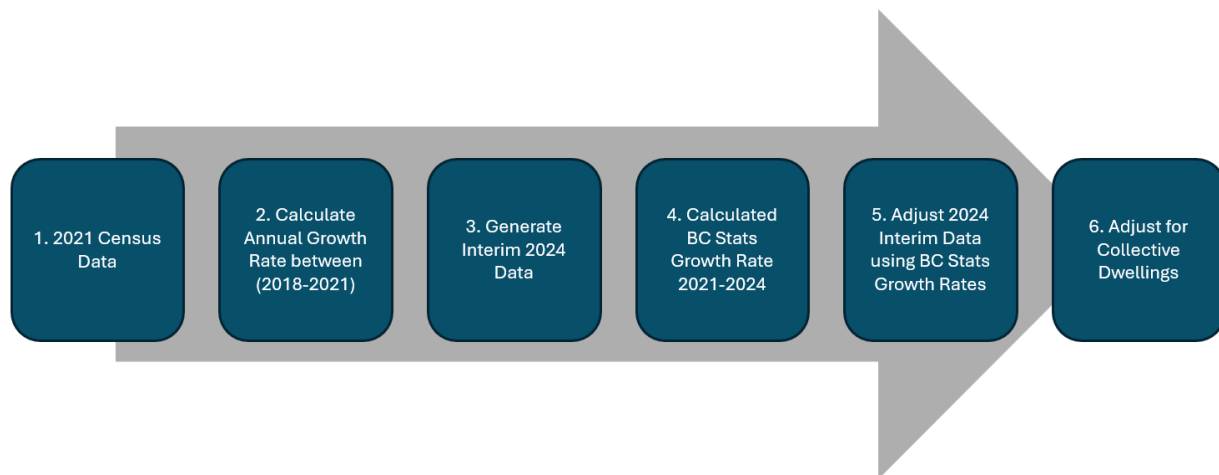 1. 2021 Census
Data
2. Calculate
Annual Growth
Rate between
(2018-2021)
3. Generate
Interim 2024
Data
4. Calculated
BC Stats
Growth Rate
2021-2024
5. Adjust 2024
Interim Data
using BC Stats
Growth Rates
6. Adjust for
Collective
Dwellings